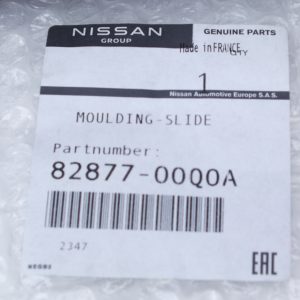 NISSAN
GROUP
GENUINE PARTS
Made in FRANCE
QTY
1
Nissan Automotive Europe S.A.S.
MOULDING-SLIDE
Partnumber:
82877-00Q0A
2347
EAC